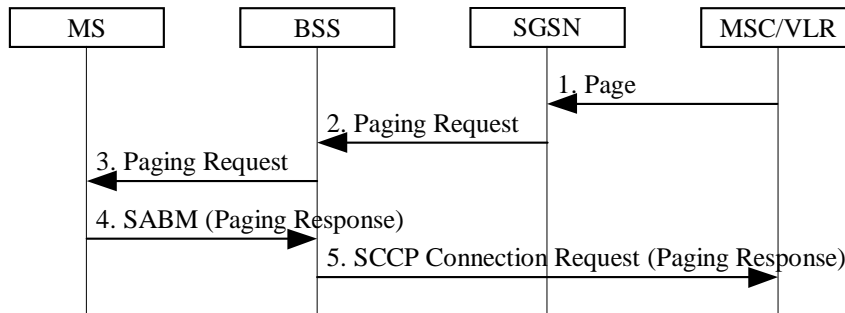 MS
BSS
SGSN
MSC/VLR
1. Page
2. Paging Request
3. Paging Request
4. SABM (Paging Response)
5. SCCP Connection Request (Paging Response)